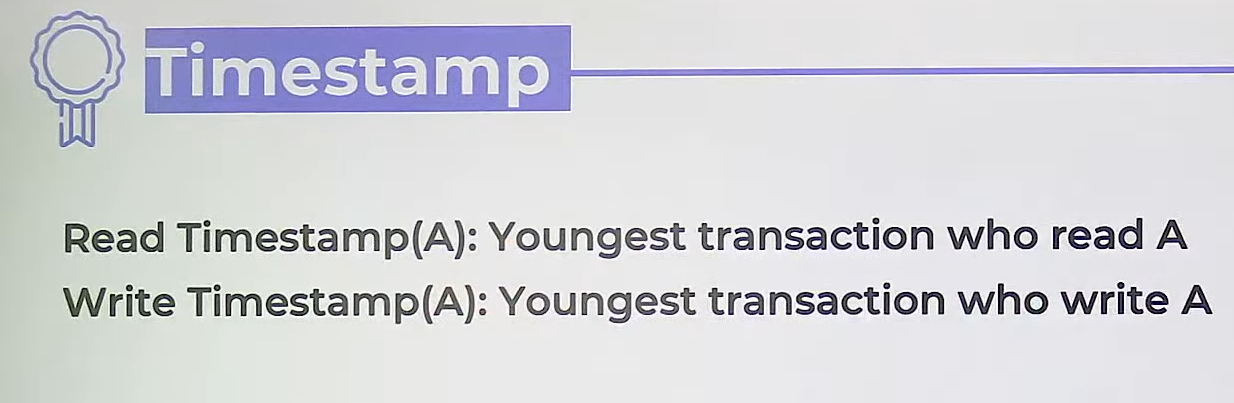 Timestamp
Read Timestamp(A): Youngest transaction who read A
Write Timestamp(A): Youngest transaction who write A